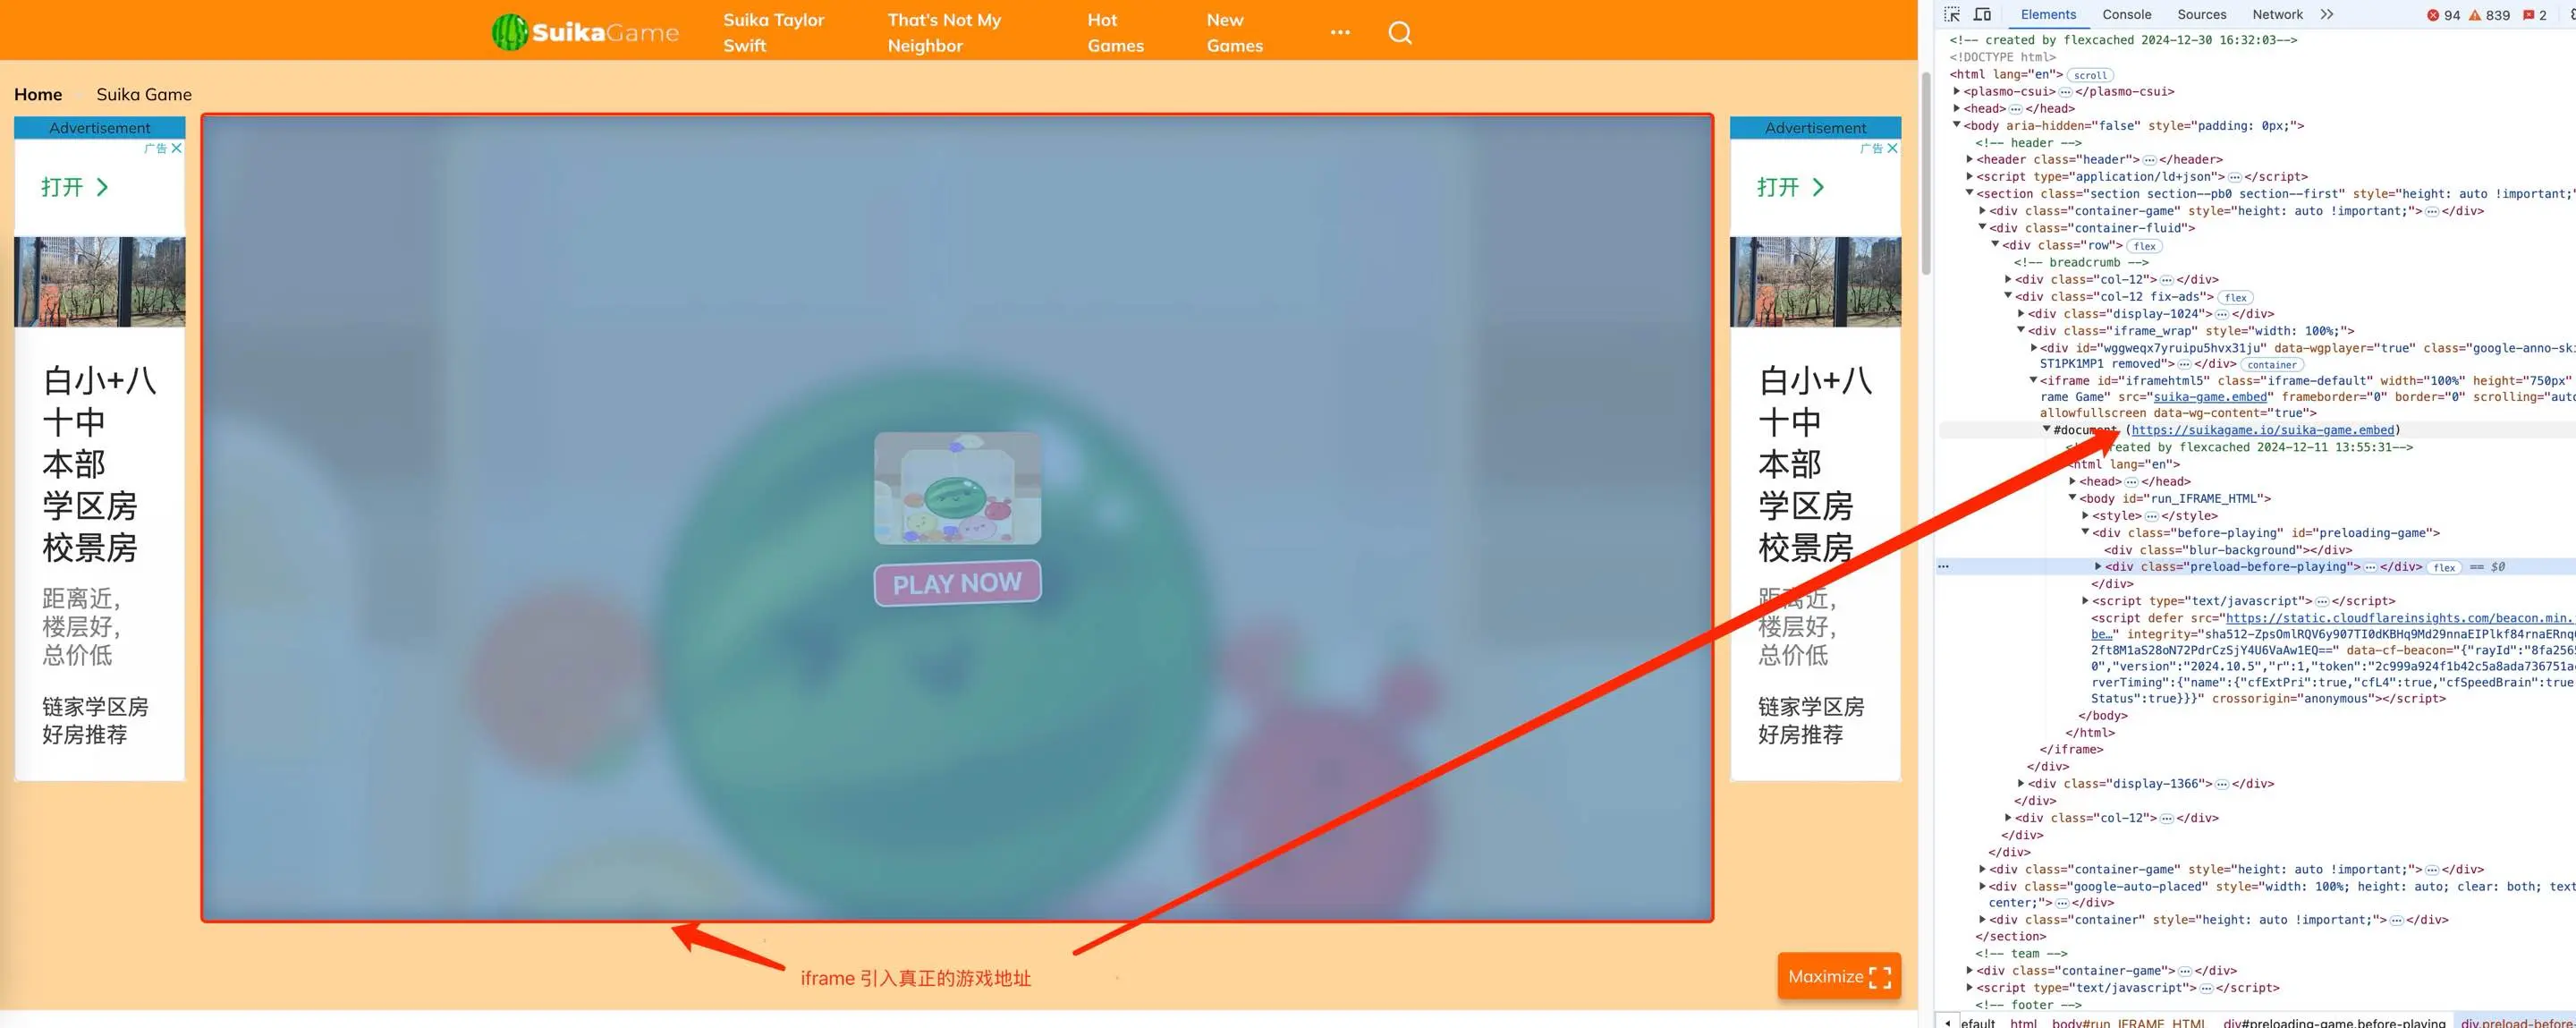 SuikaGame
Suika Taylor
Swift
That's Not My
Neighbor
Hot
Games
New
Games
Home
Suika Game
Advertisement
广告
打开
白小+八
十中
本部
学区房
校景房
距离近，
楼层好，
总价低
链家学区房
好房推荐
PLAY NOW
Advertisement
广告
打开
白小+八
十中
本部
学区房
校景房
距离近，
楼层好，
总价低
链家学区房
好房推荐
iframe 引入真正的游戏地址
Maximize
Elements Console Sources Network 94 839 2
<!-- created by flexcached 2024-12-30 16:32:03-->
<!DOCTYPE html>
<html lang="en"> scroll
<plasmo-csui> … </plasmo-csui>
<head> … </head>
<body aria-hidden="false" style="padding: 0px;">
<!-- header -->
<header class="header"> … </header>
<script type="application/ld+json"> … </script>
<section class="section section--pb0 section--first" style="height: auto !important;"
<div class="container-game" style="height: auto !important;"> … </div>
<div class="container-fluid">
<div class="row"> flex
<!-- breadcrumb -->
<div class="col-12"> … </div>
<div class="col-12 fix-ads"> flex
<div class="display-1024"> … </div>
<div class="iframe_wrap" style="width: 100%;">
<div id="wggweqx7yruipu5hvx31ju" data-wgplayer="true" class="google-anno-sk
ST1PK1MP1 removed"> … </div> container
<iframe id="iframehtml5" class="iframe-default" width="100%" height="750px"
rame Game" src="suika-game.embed" frameborder="0" border="0" scrolling="aut
allowfullscreen data-wg-content="true">
#document (https://suikagame.io/suika-game.embed)
reated by flexcached 2024-12-11 13:55:31-->
html lang="en">
<head> … </head>
<body id="run_IFRAME_HTML">
<style> … </style>
<div class="before-playing" id="preloading-game">
<div class="blur-background"></div>
… <div class="preload-before-playing"> … </div> flex == $0
</div>
<script type="text/javascript"> … </script>
<script defer src="https://static.cloudflareinsights.com/beacon.min.
be…" integrity="sha512-ZpsOmlRQV6y907TI0dKBHq9Md29nnaEIPlkf84rnaERnq
2ft8M1aS28oN72PdrCzSjY4U6VaAw1EQ==" data-cf-beacon="{"rayId":"8fa256
0","version":"2024.10.5","r":1,"token":"2c999a924f1b42c5a8ada736751a
rverTiming":{"name":{"cfExtPri":true,"cfL4":true,"cfSpeedBrain":true
Status":true}}}" crossorigin="anonymous"></script>
</body>
</html>
</iframe>
</div>
<div class="display-1366"> … </div>
</div>
<div class="col-12"> … </div>
</div>
</div>
<div class="container-game" style="height: auto !important;"> … </div>
<div class="google-auto-placed" style="width: 100%; height: auto; clear: both; text
center;"> … </div>
<div class="container" style="height: auto !important;"> … </div>
</section>
<!-- team -->
<div class="container-game"> … </div>
<script type="text/javascript"> … </script>
<!-- footer -->
efault html body#run_IFRAME_HTML div#preloading-game.before-playing div.preload-before